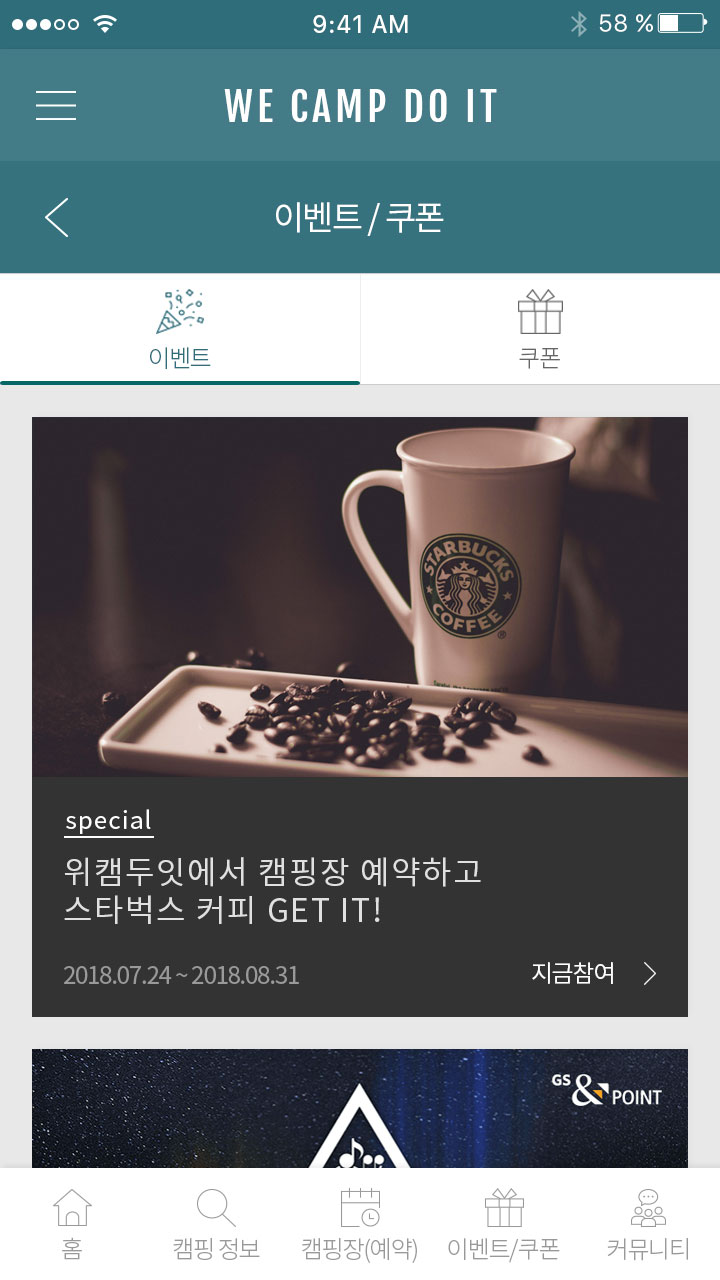 9:41 AM
58 %
WE CAMP DO IT
이벤트 / 쿠폰
이벤트
쿠폰
STARBUCKS
COFFEE
®
special
위캠두잇에서 캠핑장 예약하고
스타벅스 커피 GET IT!
2018.07.24 ~ 2018.08.31
지금참여
GS & POINT
홈
캠핑 정보
캠핑장(예약)
이벤트/쿠폰
커뮤니티